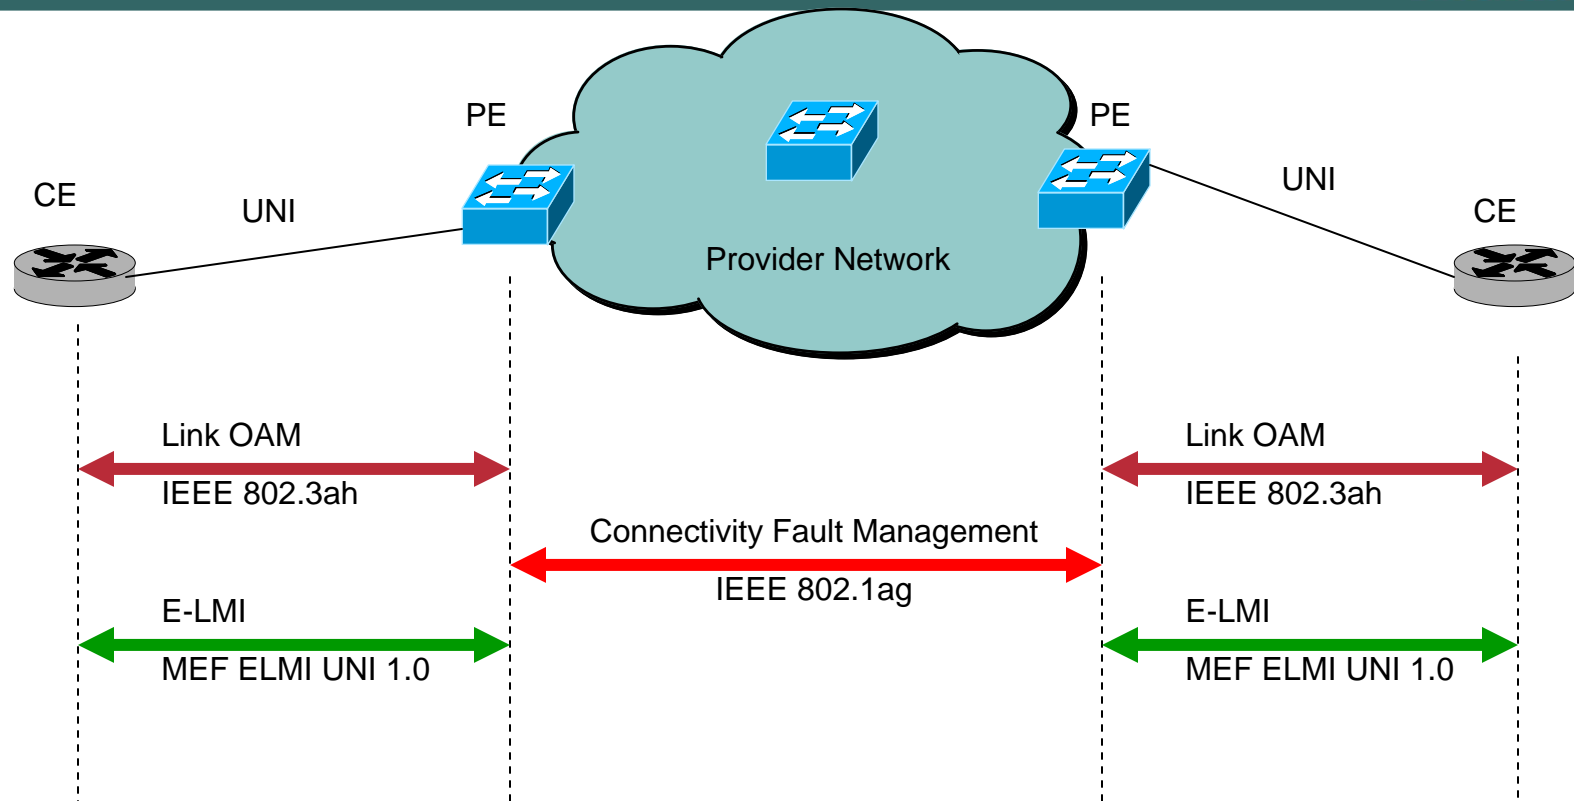 PE
PE
CE
UNI
UNI
CE
Provider Network
Link OAM
IEEE 802.3ah
Link OAM
IEEE 802.3ah
Connectivity Fault Management
IEEE 802.1ag
E-LMI
MEF ELMI UNI 1.0
E-LMI
MEF ELMI UNI 1.0